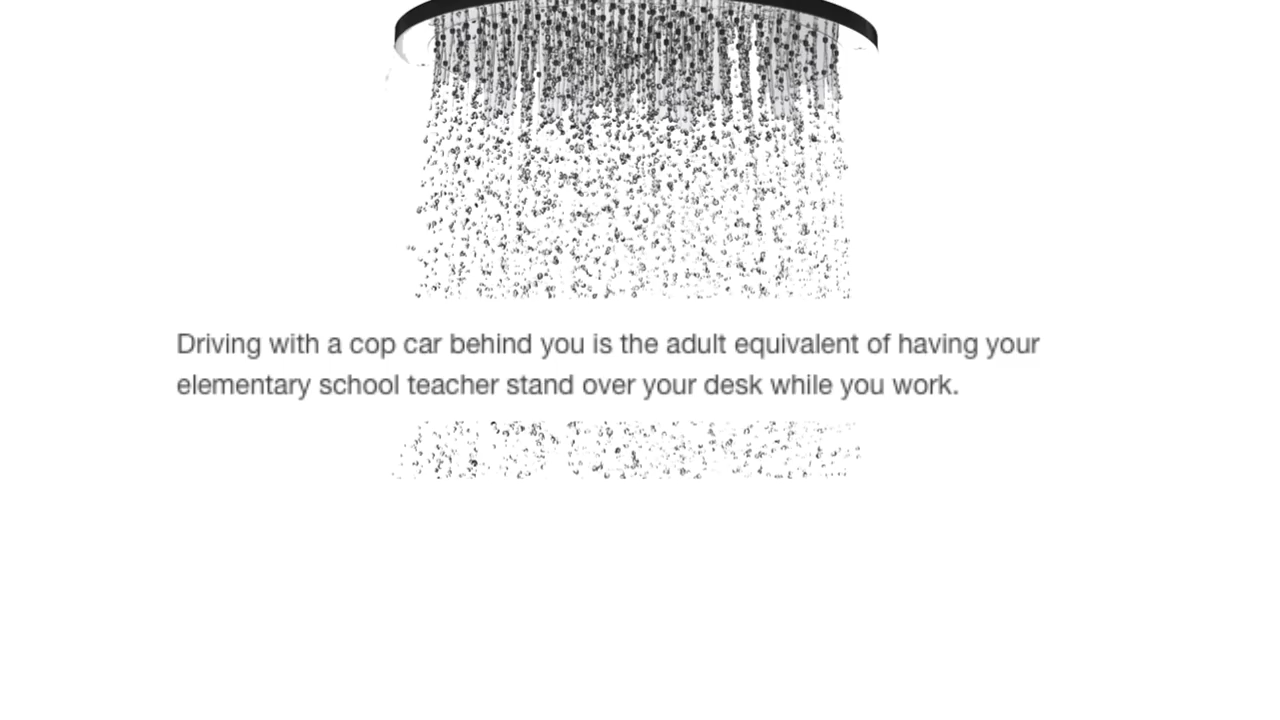 Driving with a cop car behind you is the adult equivalent of having your
elementary school teacher stand over your desk while you work.